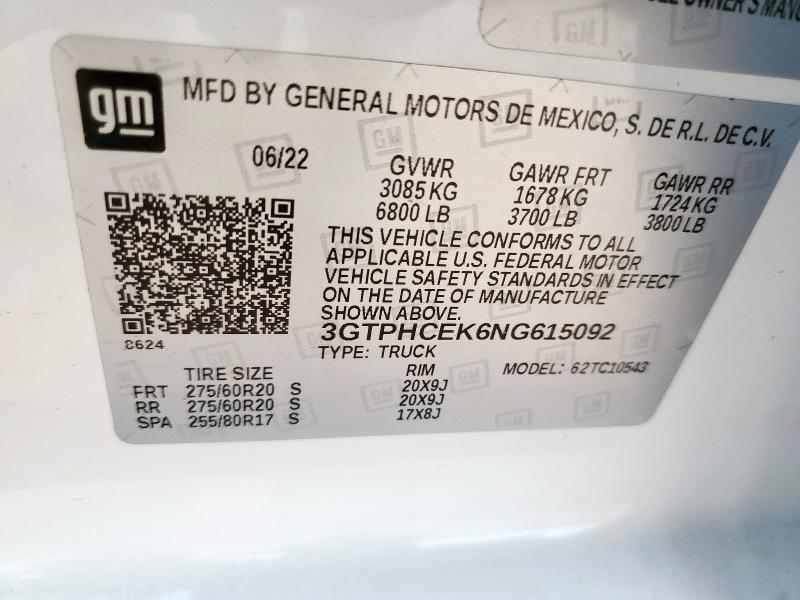 LE OWNER'S MANU
gm
MFD BY GENERAL MOTORS DE MEXICO, S. DE R.L. DE C.V.
06/22
GVWR GAWR FRT GAWR RR
3085 KG 1678 KG 1724 KG
6800 LB 3700 LB 3800 LB
THIS VEHICLE CONFORMS TO ALL
APPLICABLE U.S. FEDERAL MOTOR
VEHICLE SAFETY STANDARDS IN EFFECT
ON THE DATE OF MANUFACTURE
SHOWN ABOVE.
8624
3GTPHCEK6NG615092
TYPE: TRUCK MODEL: 62TC10543
TIRE SIZE RIM
FRT 275/60R20 S 20X9J
RR 275/60R20 S 20X9J
SPA 255/80R17 S 17X8J